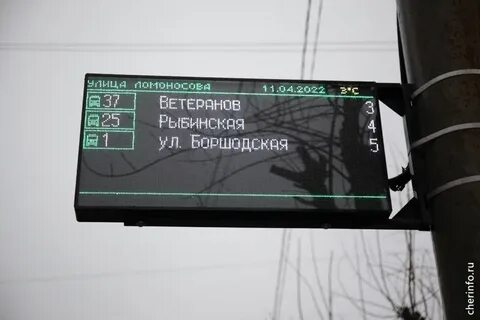 УЛИЦА ЛОМОНОСОВА 11.04.2022 3°C
37 ВЕТЕРАНОВ 3
25 РЫБИНСКАЯ 4
1 УЛ. БОРШОДСКАЯ 5
cherinfo.ru